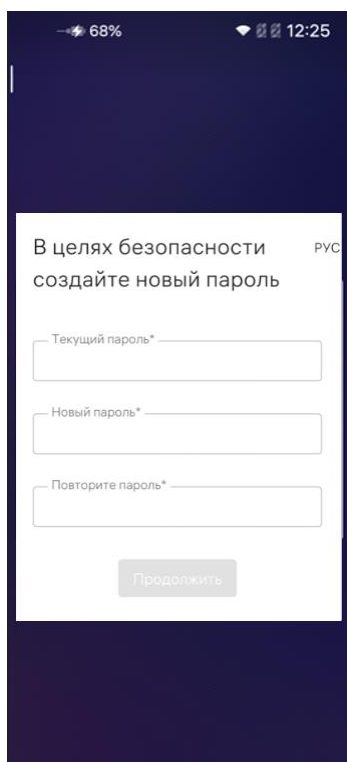 68% 12:25
В целях безопасности РУС
создайте новый пароль
Текущий пароль*
Новый пароль*
Повторите пароль*
Продолжить